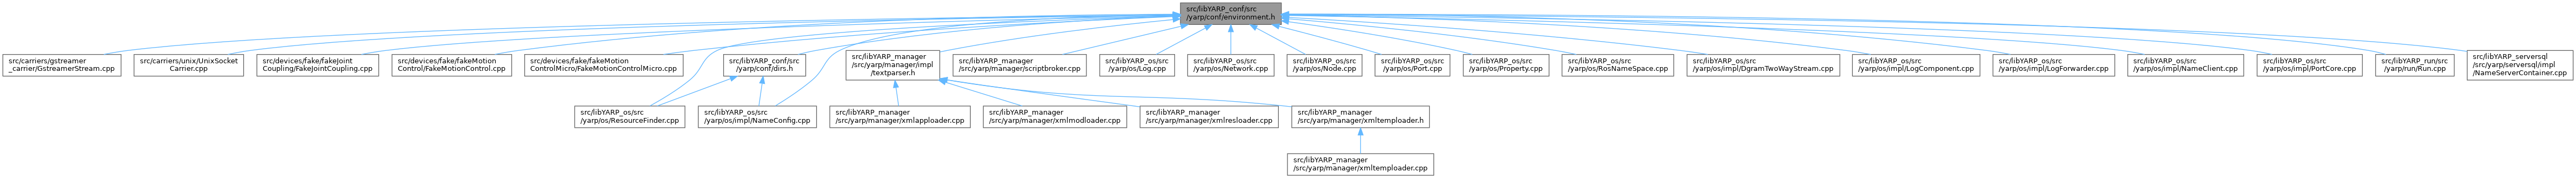 src/libYARP_conf/src
/yarp/conf/environment.h
src/carriers/gstreamer
_carrier/GstreamerStream.cpp
src/carriers/unix/UnixSocket
Carrier.cpp
src/devices/fake/fakeJoint
Coupling/FakeJointCoupling.cpp
src/devices/fake/fakeMotion
Control/FakeMotionControl.cpp
src/devices/fake/fakeMotion
ControlMicro/FakeMotionControlMicro.cpp
src/libYARP_conf/src
/yarp/conf/dirs.h
src/libYARP_manager
/src/yarp/manager/impl
/textparser.h
src/libYARP_manager
/src/yarp/manager/scriptbroker.cpp
src/libYARP_os/src
/yarp/os/Log.cpp
src/libYARP_os/src
/yarp/os/Network.cpp
src/libYARP_os/src
/yarp/os/Node.cpp
src/libYARP_os/src
/yarp/os/Port.cpp
src/libYARP_os/src
/yarp/os/Property.cpp
src/libYARP_os/src
/yarp/os/RosNameSpace.cpp
src/libYARP_os/src
/yarp/os/impl/DgramTwoWayStream.cpp
src/libYARP_os/src
/yarp/os/impl/LogComponent.cpp
src/libYARP_os/src
/yarp/os/impl/LogForwarder.cpp
src/libYARP_os/src
/yarp/os/impl/NameClient.cpp
src/libYARP_os/src
/yarp/os/impl/PortCore.cpp
src/libYARP_run/src
/yarp/run/Run.cpp
src/libYARP_serversql
/src/yarp/serversql/impl
/NameServerContainer.cpp
src/libYARP_os/src
/yarp/os/ResourceFinder.cpp
src/libYARP_os/src
/yarp/os/impl/NameConfig.cpp
src/libYARP_manager
/src/yarp/manager/xmlapploader.cpp
src/libYARP_manager
/src/yarp/manager/xmlmodloader.cpp
src/libYARP_manager
/src/yarp/manager/xmlresloader.cpp
src/libYARP_manager
/src/yarp/manager/xmltemploader.h
src/libYARP_manager
/src/yarp/manager/xmltemploader.cpp